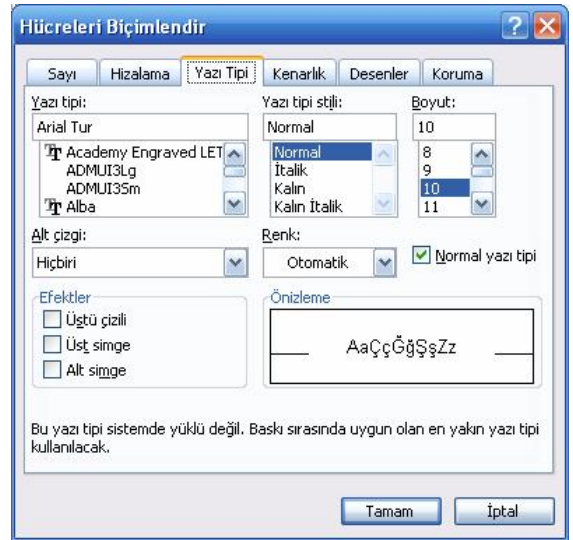 Hücreleri Biçimlendir
Sayı Hizalama Yazı Tipi Kenarlık Desenler Koruma
Yazı tipi: Yazı tipi stili: Boyut:
Arial Tur Normal 10
Academy Engraved LET Normal 8
ADMUI3Lg İtalik 9
ADMUI3Sm Kalın 10
Alba Kalın İtalik 11
Alt çizgi: Renk:
Hiçbiri Otomatik Normal yazı tipi
Efektler Önizleme
Üstü çizili
Üst simge AaÇçĞğŞşZz
Alt simge
Bu yazı tipi sistemde yüklü değil. Baskı sırasında uygun olan en yakın yazı tipi
kullanılacak.
Tamam İptal